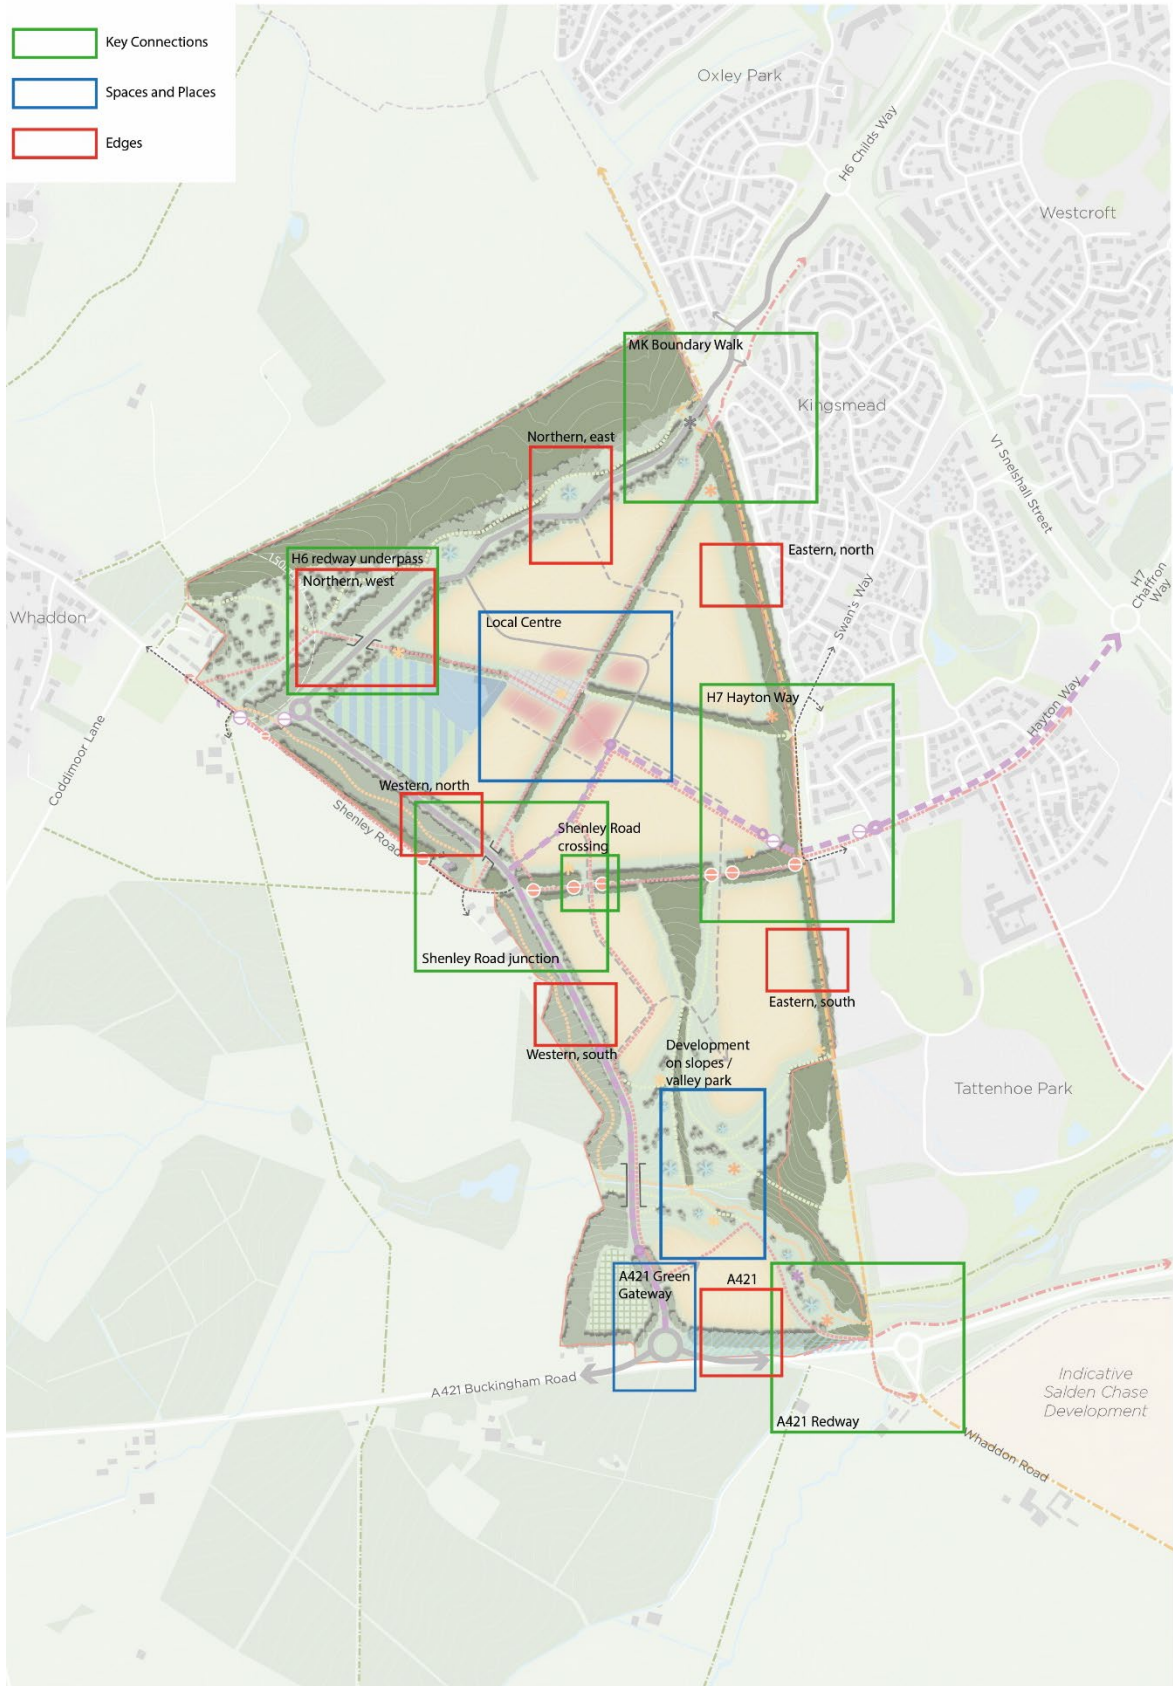 Key Connections
Spaces and Places
Edges
Oxley Park
H6 Childs Way
Westcroft
MK Boundary Walk
Kingsmead
Northern, east
V1 Snelshall Street
H6 redway underpass
Northern, west
150
Eastern, north
H7
Chaffron
Way
Whaddon
Local Centre
Swan's Way
H7 Hayton Way
Hayton Way
Coddimoor Lane
Western, north
Shenley Road
Shenley Road
crossing
Shenley Road junction
Eastern, south
Western, south
Development
on slopes /
valley park
Tattenhoe Park
A421 Green
Gateway
A421
A421 Buckingham Road
A421 Redway
Indicative
Salden Chase
Development
Whaddon Road